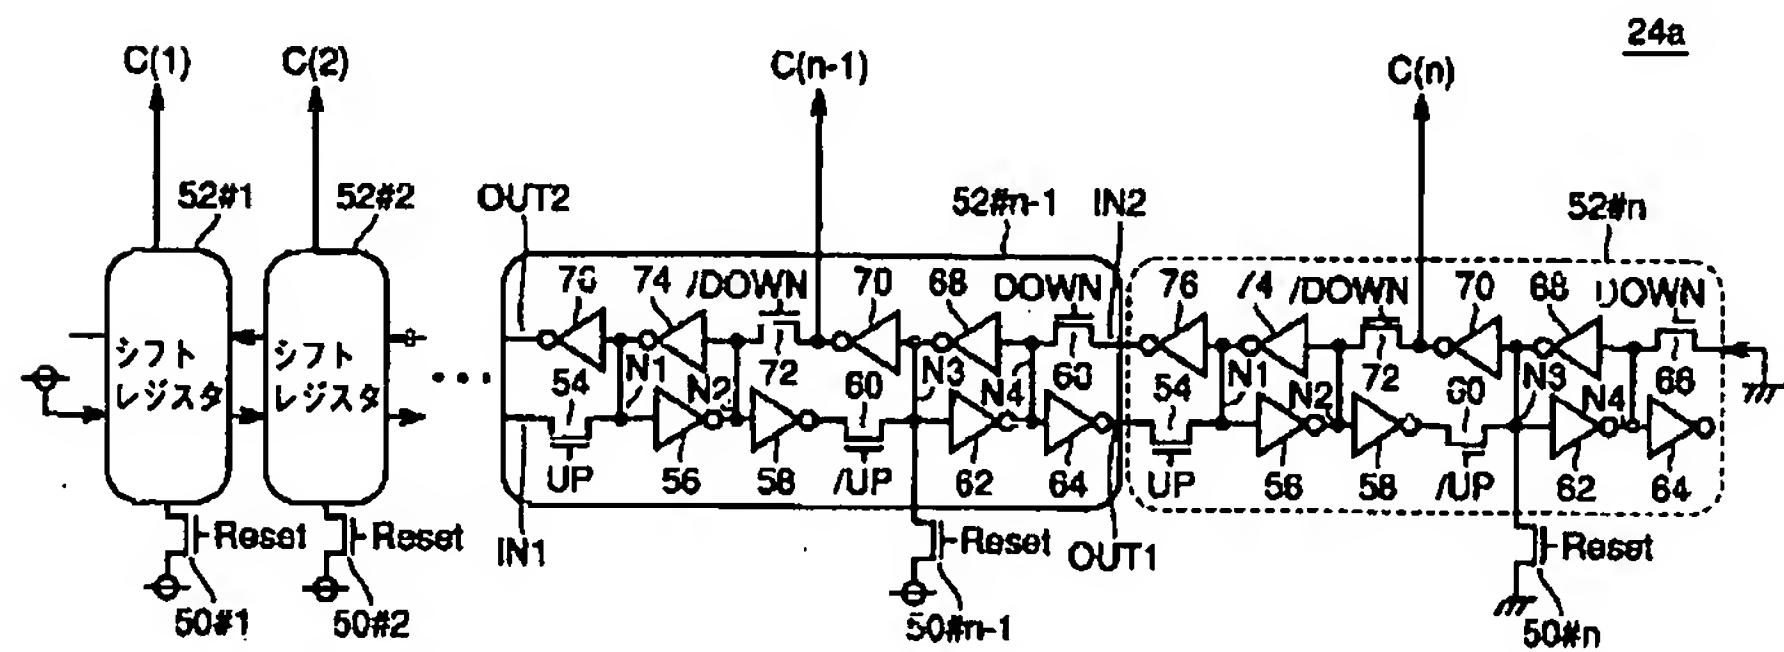 24a
C(1) C(2) C(n-1) C(n)
52#1 52#2 OUT2 52#n-1 IN2 52#n
76 74 /DOWN 70 68 DOWN 76 74 /DOWN 70 68 DOWN
シフト
レジスタ
シフト
レジスタ
54 N1 N2 72 60 N3 N4 66 54 N1 N2 72 60 N3 N4 66
UP 56 58 /UP 62 64 UP 56 58 /UP 62 64
Reset Reset IN1 Reset OUT1 Reset
50#1 50#2 50#n-1 50#n